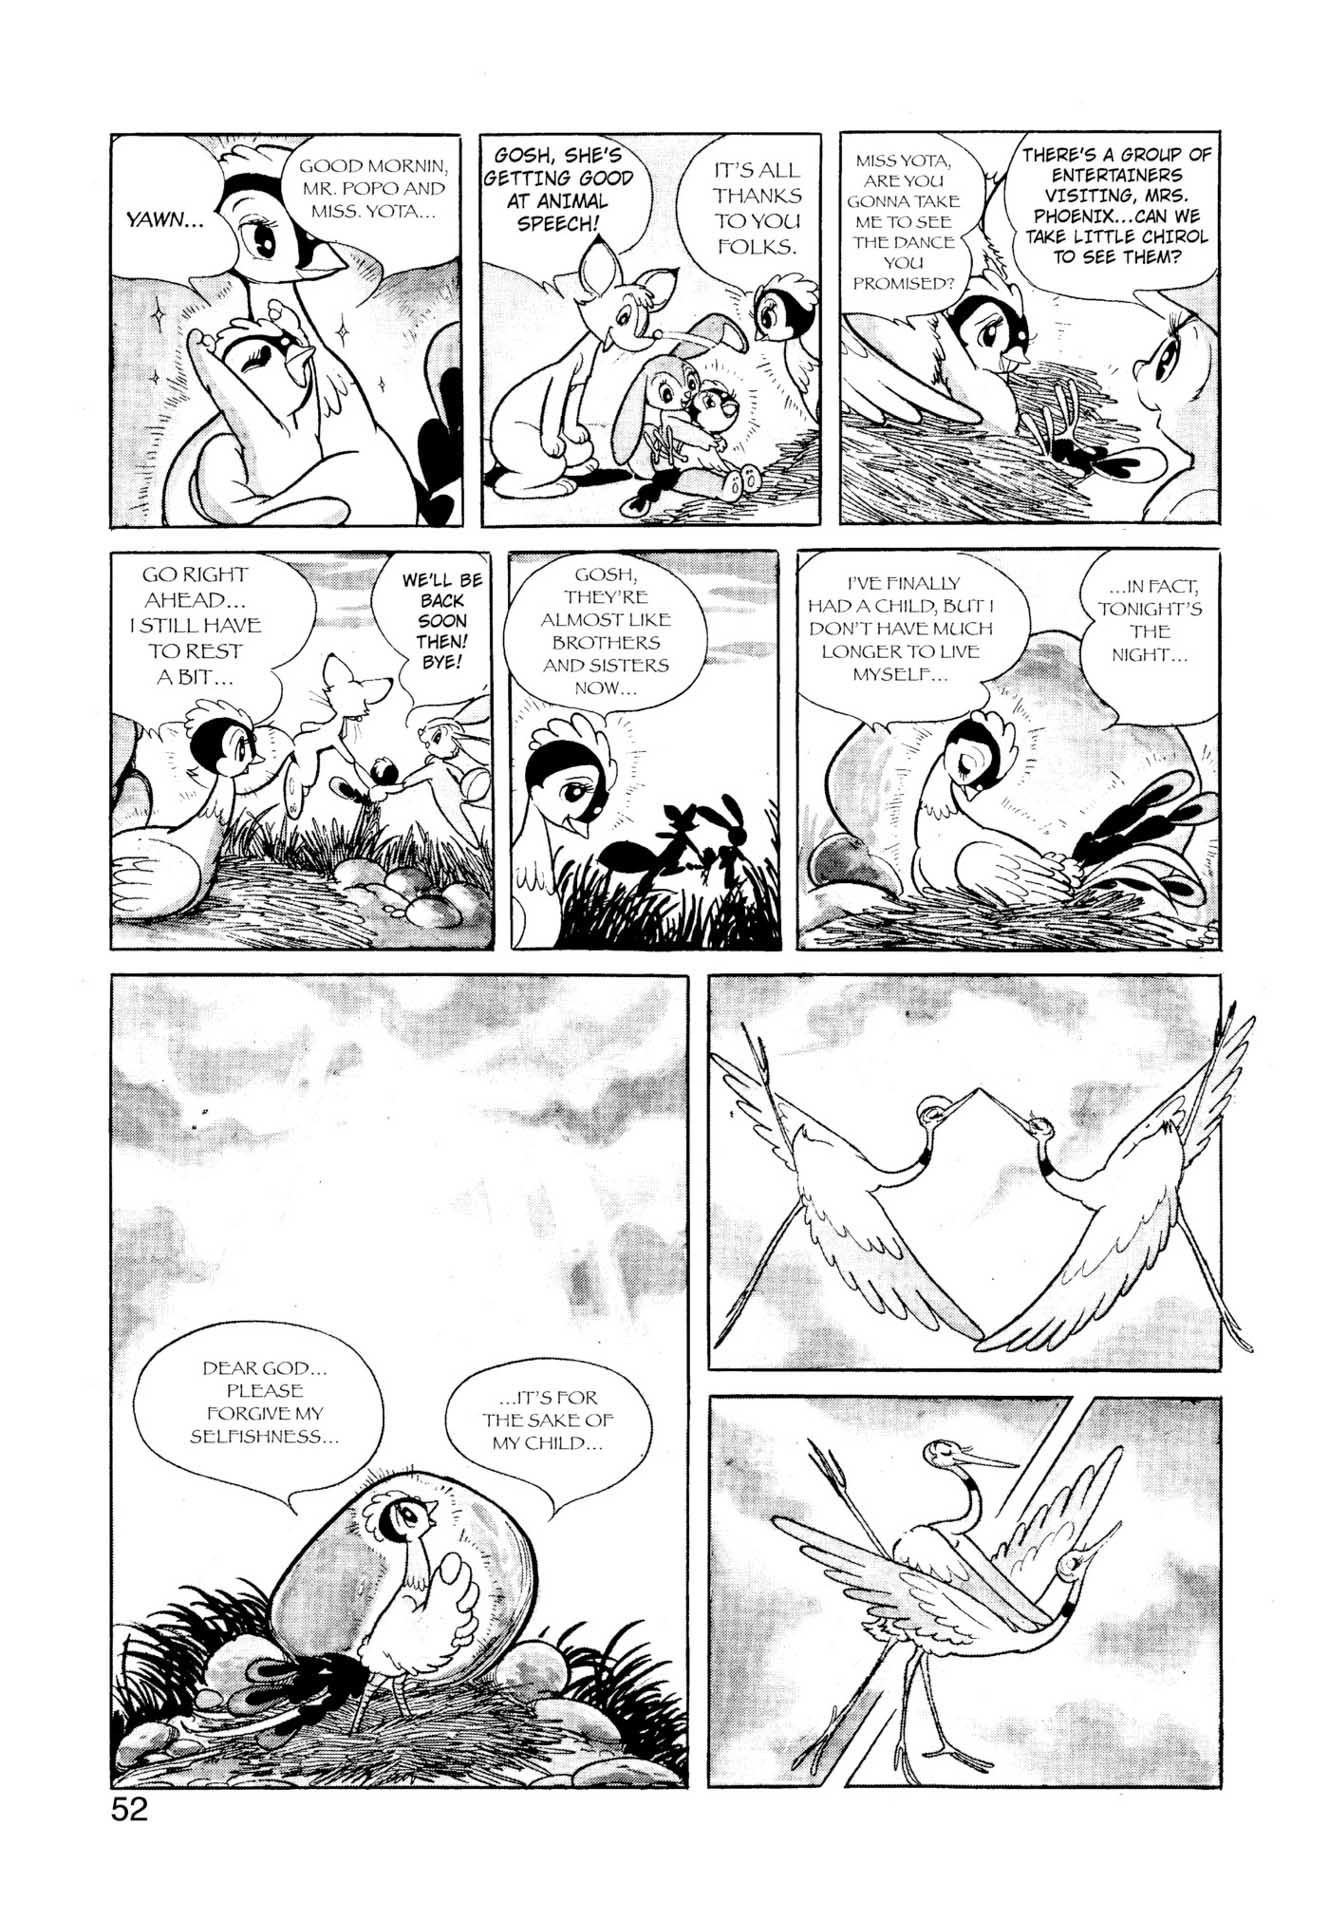 YAWN...
GOOD MORNIN,
MR. POPO AND
MISS. YOTA...
GOSH, SHE'S
GETTING GOOD
AT ANIMAL
SPEECH!
IT'S ALL
THANKS
TO YOU
FOLKS.
MISS YOTA,
ARE YOU
GONNA TAKE
ME TO SEE
THE DANCE
YOU
PROMISED?
THERE'S A GROUP OF
ENTERTAINERS
VISITING, MRS.
PHOENIX...CAN WE
TAKE LITTLE CHIROL
TO SEE THEM?
GO RIGHT
AHEAD...
I STILL HAVE
TO REST
A BIT...
WE'LL BE
BACK
SOON
THEN!
BYE!
GOSH,
THEY'RE
ALMOST LIKE
BROTHERS
AND SISTERS
NOW...
I'VE FINALLY
HAD A CHILD, BUT I
DON'T HAVE MUCH
LONGER TO LIVE
MYSELF...
...IN FACT,
TONIGHT'S
THE
NIGHT...
DEAR GOD...
PLEASE
FORGIVE MY
SELFISHNESS...
...IT'S FOR
THE SAKE OF
MY CHILD...
52